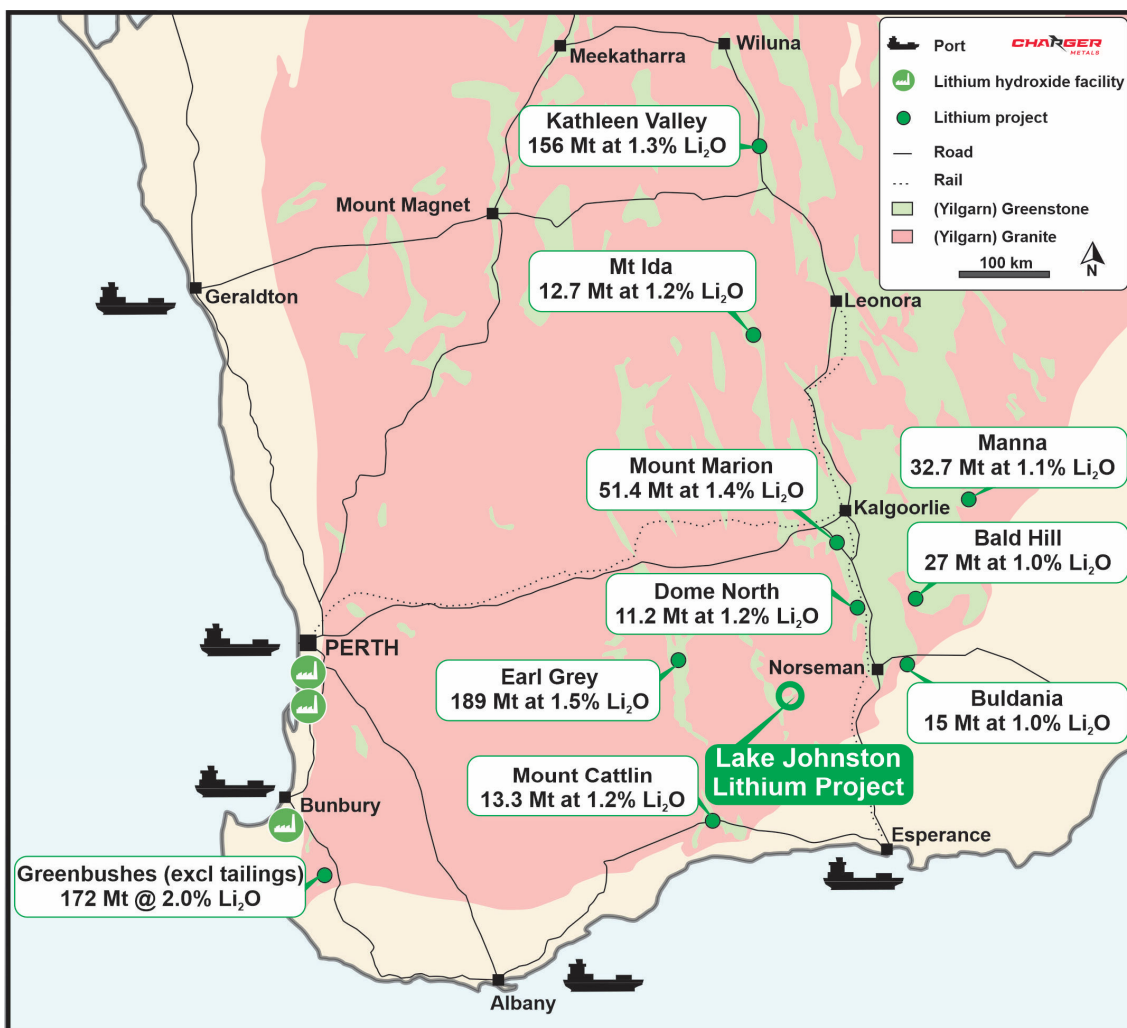 Port
CHARGER
METALS
Lithium hydroxide facility
Lithium project
Road
Rail
(Yilgarn) Greenstone
(Yilgarn) Granite
100 km
N
Meekatharra
Wiluna
Kathleen Valley
156 Mt at 1.3% Li₂O
Mount Magnet
Mt Ida
12.7 Mt at 1.2% Li₂O
Geraldton
Leonora
Manna
32.7 Mt at 1.1% Li₂O
Mount Marion
51.4 Mt at 1.4% Li₂O
Kalgoorlie
Bald Hill
27 Mt at 1.0% Li₂O
Dome North
11.2 Mt at 1.2% Li₂O
PERTH
Earl Grey
189 Mt at 1.5% Li₂O
Norseman
Buldania
15 Mt at 1.0% Li₂O
Lake Johnston
Lithium Project
Mount Cattlin
13.3 Mt at 1.2% Li₂O
Bunbury
Esperance
Greenbushes (excl tailings)
172 Mt @ 2.0% Li₂O
Albany